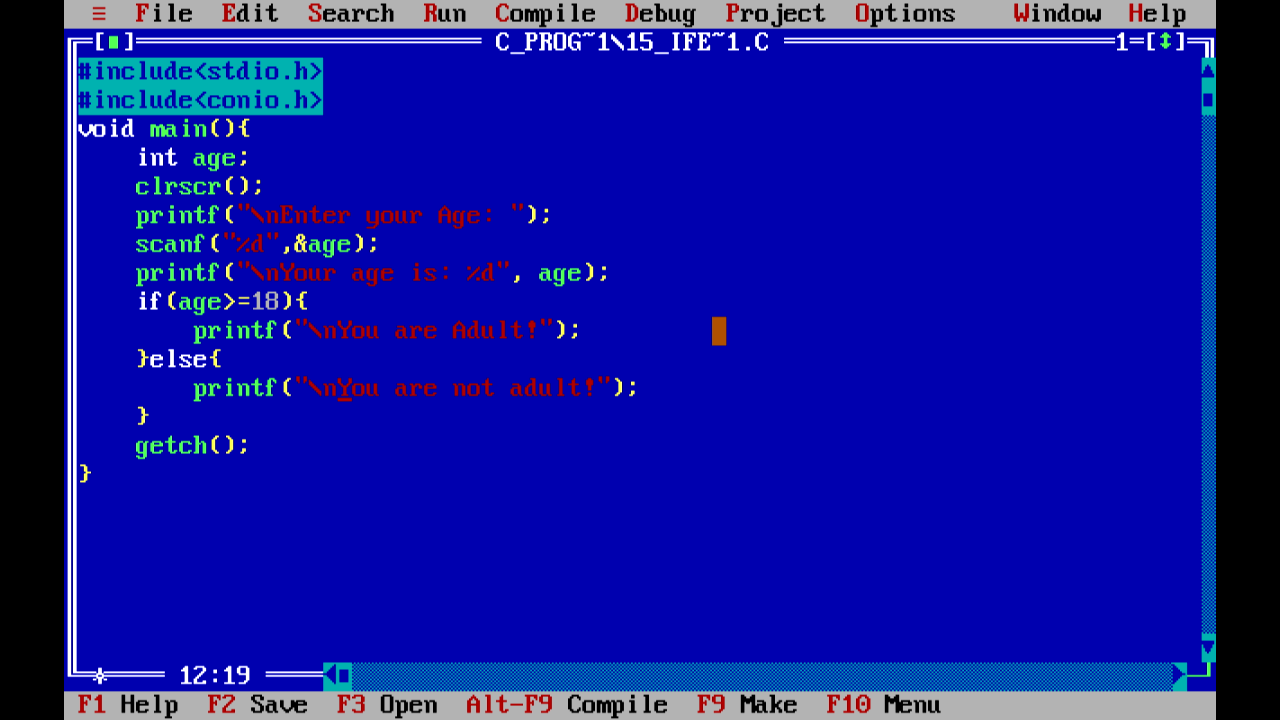 ≡ File Edit Search Run Compile Debug Project Options Window Help
[■] C_PROG~1\15_IFE~1.C 1=[↕]
#include<stdio.h>
#include<conio.h>
void main(){
    int age;
    clrscr();
    printf("\nEnter your Age: ");
    scanf("%d",&age);
    printf("\nYour age is: %d", age);
    if(age>=18){
        printf("\nYou are Adult!");
    }else{
        printf("\nYou are not adult!");
    }
    getch();
}
12:19
F1 Help F2 Save F3 Open Alt-F9 Compile F9 Make F10 Menu